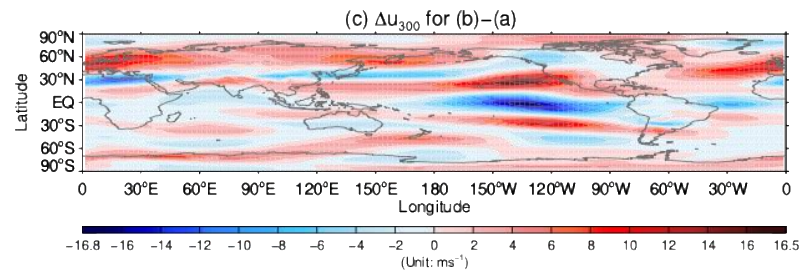 (c) Δu300 for (b)−(a)
90°N
60°N
30°N
EQ
30°S
60°S
90°S
Latitude
0 30°E 60°E 90°E 120°E 150°E 180 150°W 120°W 90°W 60°W 30°W 0
Longitude
−16.8 −16 −14 −12 −10 −8 −6 −4 −2 0 2 4 6 8 10 12 14 16 16.5
(Unit: ms⁻¹)